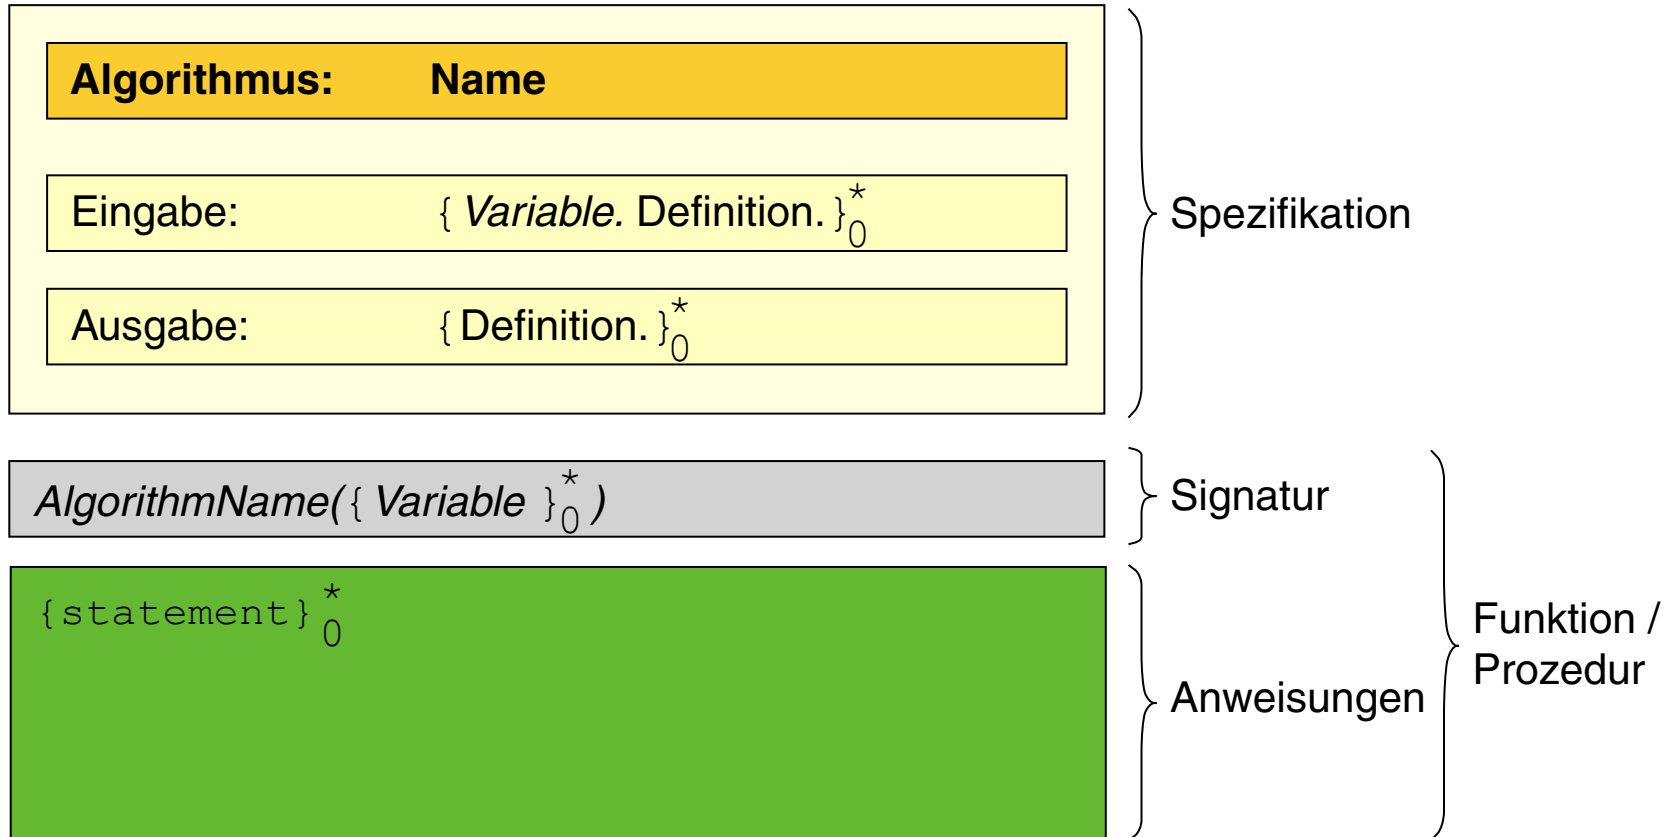 Algorithmus: Name
Eingabe: { Variable. Definition. }*0
Ausgabe: { Definition. }*0
Spezifikation
AlgorithmName({ Variable }*0 )
Signatur
{statement}*0
Anweisungen
Funktion /
Prozedur